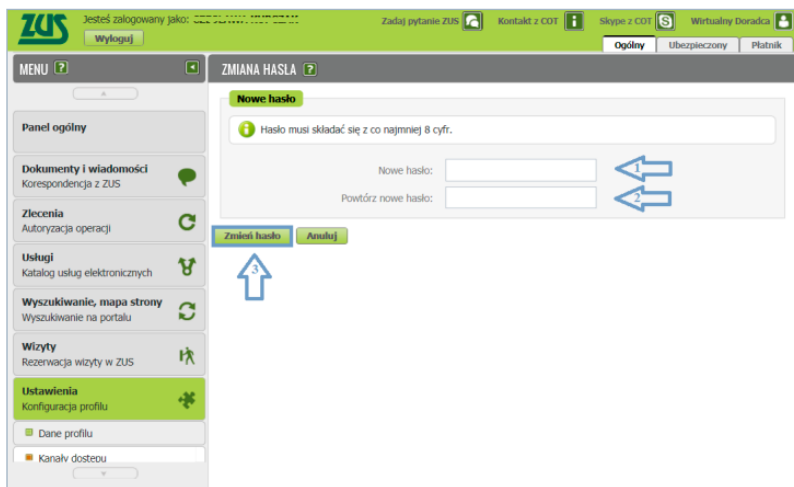 ZUS
Jesteś zalogowany jako:
Wyloguj
Zadaj pytanie ZUS
Kontakt z COT
Skype z COT
Wirtualny Doradca
Ogólny
Ubezpieczony
Płatnik
MENU
ZMIANA HASLA
Nowe hasło
Hasło musi składać się z co najmniej 8 cyfr.
Nowe hasło:
1
Powtórz nowe hasło:
2
Zmień hasło
Anuluj
3
Panel ogólny
Dokumenty i wiadomości
Korespondencja z ZUS
Zlecenia
Autoryzacja operacji
Usługi
Katalog usług elektronicznych
Wyszukiwanie, mapa strony
Wyszukiwanie na portalu
Wizyty
Rezerwacja wizyty w ZUS
Ustawienia
Konfiguracja profilu
Dane profilu
Kanały dostępu